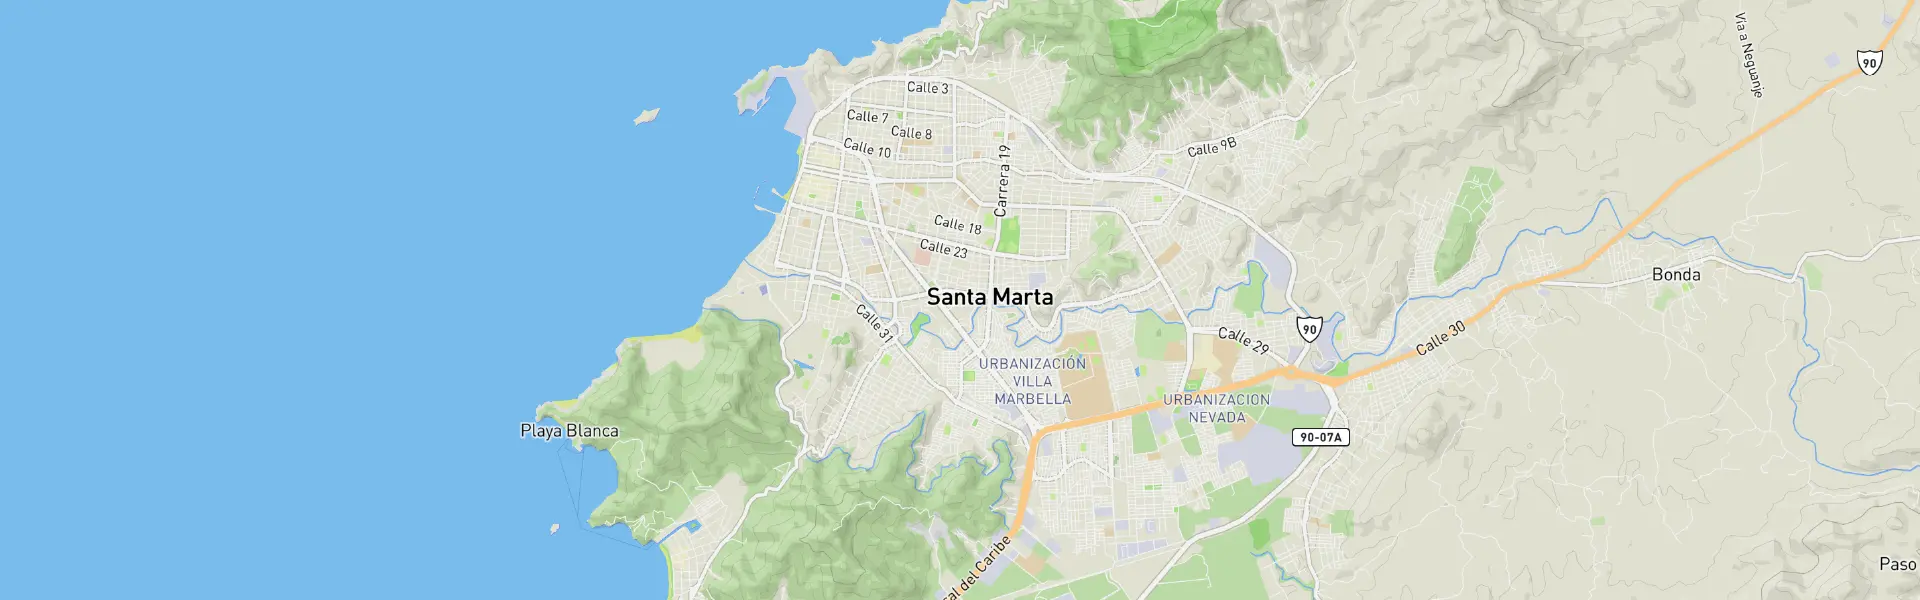 Vía a Neguanje
90
Calle 3
Calle 7
Calle 8
Calle 10
Carrera 19
Calle 9B
Calle 18
Calle 23
Bonda
Santa Marta
Calle 31
90
Calle 29
Calle 30
URBANIZACIÓN
VILLA
MARBELLA
URBANIZACION
NEVADA
Playa Blanca
90-07A
al del Caribe
Paso